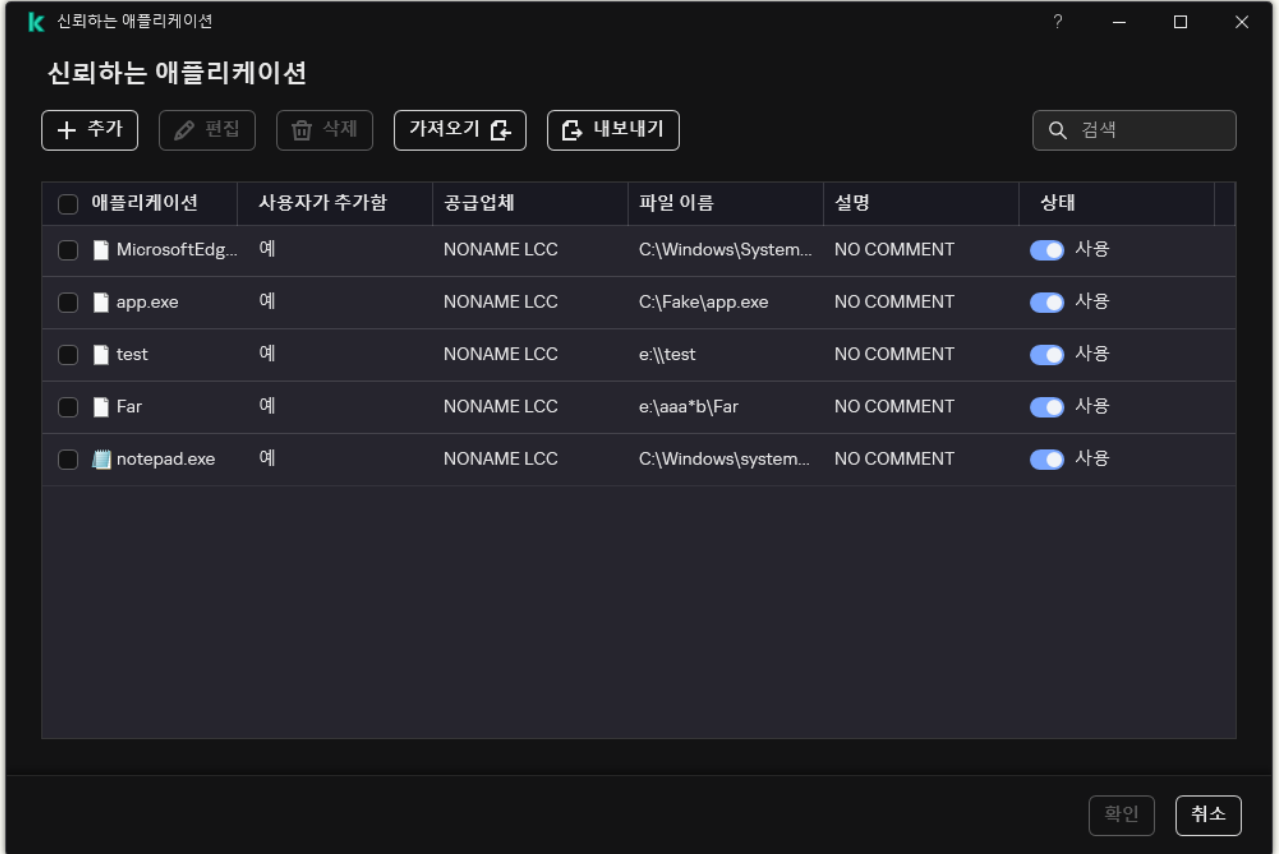 신뢰하는 애플리케이션
신뢰하는 애플리케이션
추가 편집 삭제 가져오기 내보내기 검색
애플리케이션 사용자가 추가함 공급업체 파일 이름 설명 상태
MicrosoftEdg... 예 NONAME LCC C:\Windows\System... NO COMMENT 사용
app.exe 예 NONAME LCC C:\Fake\app.exe NO COMMENT 사용
test 예 NONAME LCC e:\\test NO COMMENT 사용
Far 예 NONAME LCC e:\aaa*b\Far NO COMMENT 사용
notepad.exe 예 NONAME LCC C:\Windows\system... NO COMMENT 사용
확인 취소